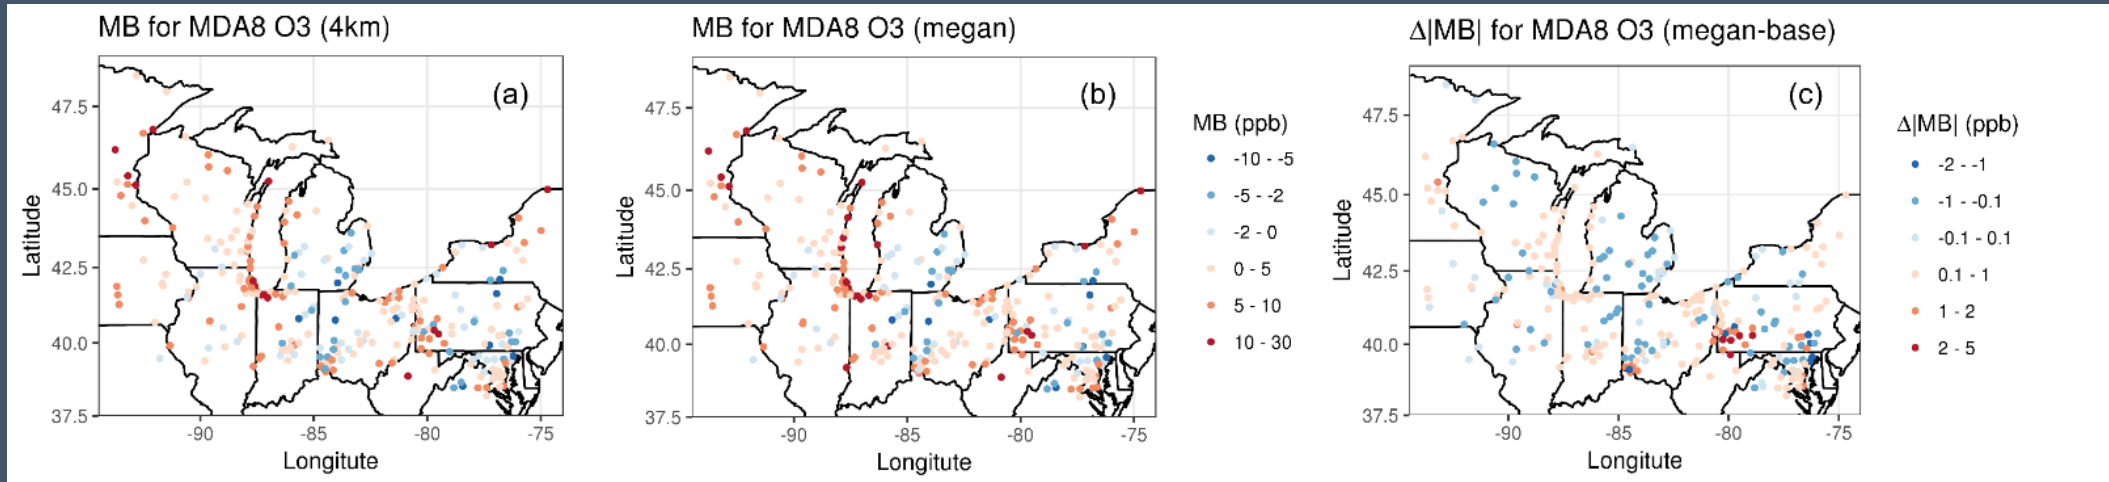 MB for MDA8 O3 (4km)
(a)
47.5
45.0
42.5
40.0
37.5
-90
-85
-80
-75
Latitude
Longitute
MB for MDA8 O3 (megan)
(b)
47.5
45.0
42.5
40.0
37.5
-90
-85
-80
-75
Latitude
Longitute
MB (ppb)
-10 - -5
-5 - -2
-2 - 0
0 - 5
5 - 10
10 - 30
Δ|MB| for MDA8 O3 (megan-base)
(c)
47.5
45.0
42.5
40.0
37.5
-90
-85
-80
-75
Latitude
Longitute
Δ|MB| (ppb)
-2 - -1
-1 - -0.1
-0.1 - 0.1
0.1 - 1
1 - 2
2 - 5